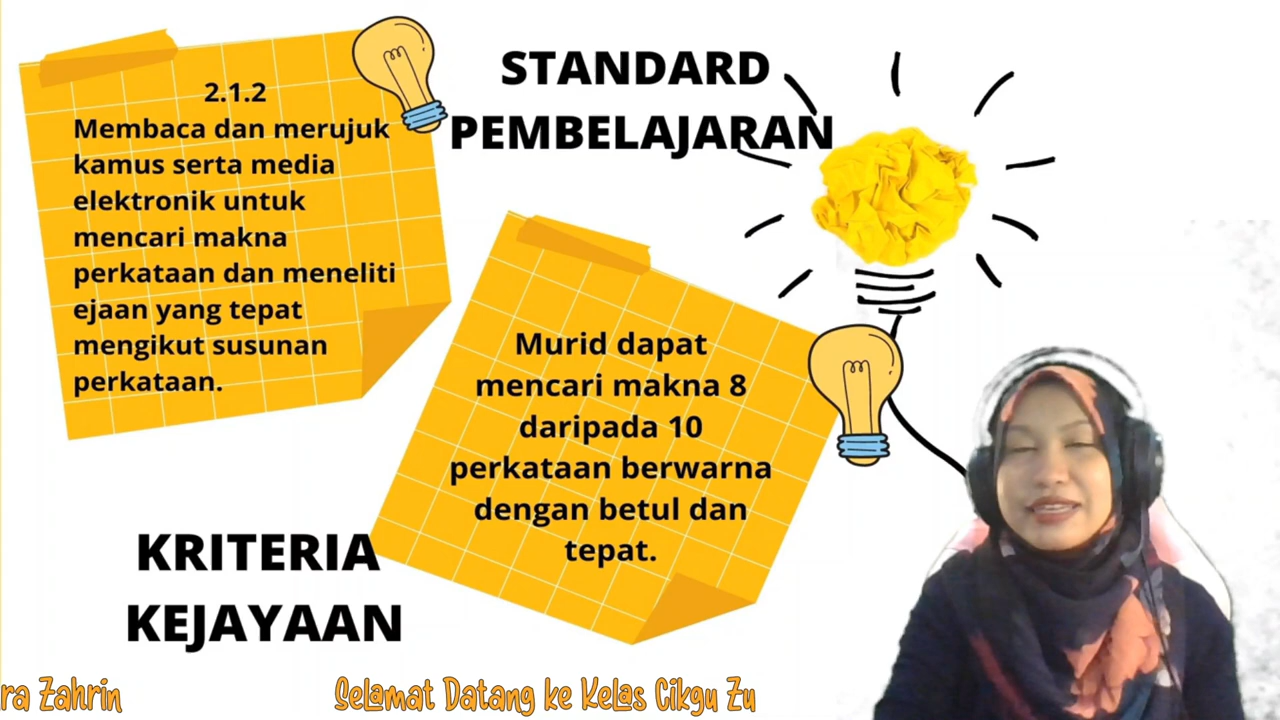 STANDARD
PEMBELAJARAN
2.1.2
Membaca dan merujuk
kamus serta media
elektronik untuk
mencari makna
perkataan dan meneliti
ejaan yang tepat
mengikut susunan
perkataan.
KRITERIA
KEJAYAAN
Murid dapat
mencari makna 8
daripada 10
perkataan berwarna
dengan betul dan
tepat.
ra Zahrin
Selamat Datang ke Kelas Cikgu Zu